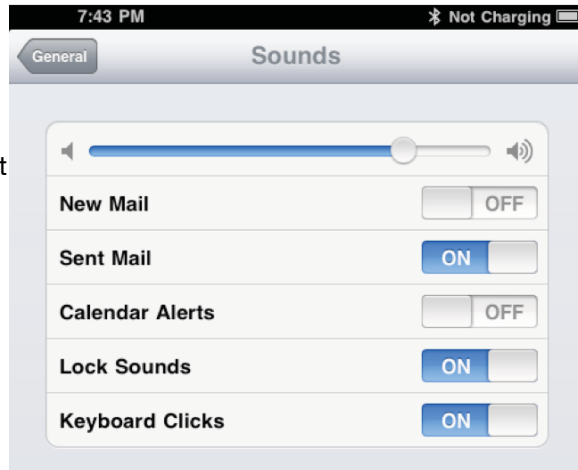 7:43 PM Not Charging
General Sounds
t
New Mail OFF
Sent Mail ON
Calendar Alerts OFF
Lock Sounds ON
Keyboard Clicks ON